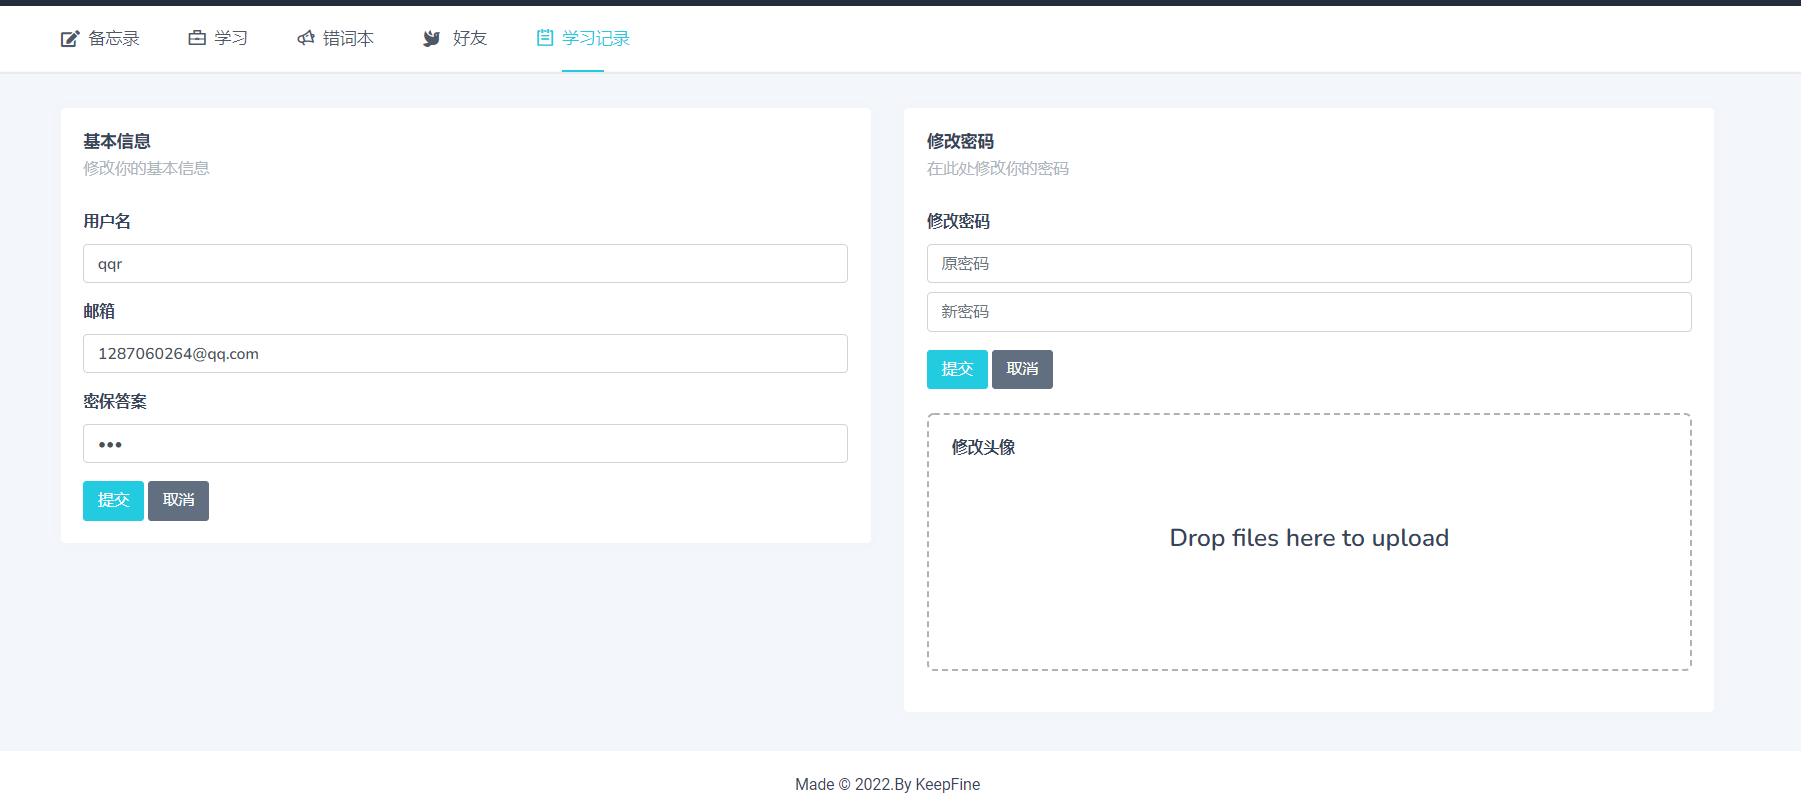 备忘录
学习
错词本
好友
学习记录
基本信息
修改你的基本信息
用户名
qqr
邮箱
1287060264@qq.com
密保答案
•••
提交
取消
修改密码
在此处修改你的密码
修改密码
原密码
新密码
提交
取消
修改头像
Drop files here to upload
Made © 2022.By KeepFine